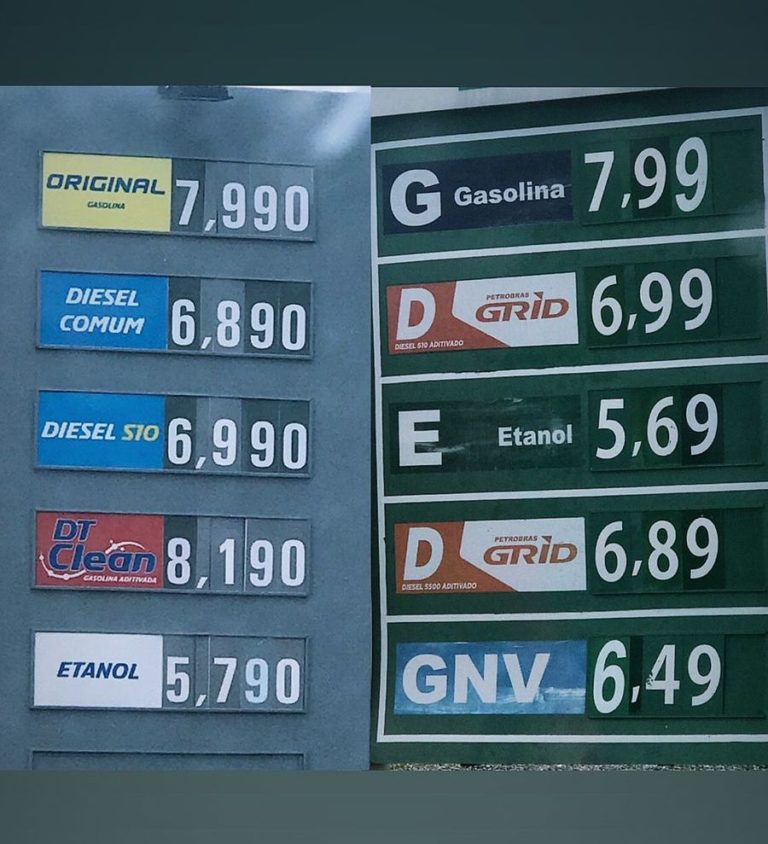 ORIGINAL
GASOLINA
7,990
DIESEL
COMUM
6,890
DIESEL S10
6,990
DT
Clean
GASOLINA ADITIVADA
8,190
ETANOL
5,790
G Gasolina 7,99
D
PETROBRAS
GRID
DIESEL S10 ADITIVADO
6,99
E Etanol 5,69
D
PETROBRAS
GRID
DIESEL S500 ADITIVADO
6,89
GNV 6,49